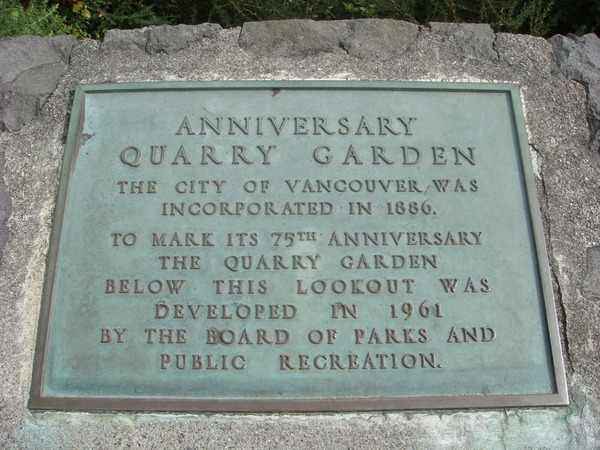 ANNIVERSARY
QUARRY GARDEN
THE CITY OF VANCOUVER WAS
INCORPORATED IN 1886.
TO MARK ITS 75TH ANNIVERSARY
THE QUARRY GARDEN
BELOW THIS LOOKOUT WAS
DEVELOPED IN 1961
BY THE BOARD OF PARKS AND
PUBLIC RECREATION.